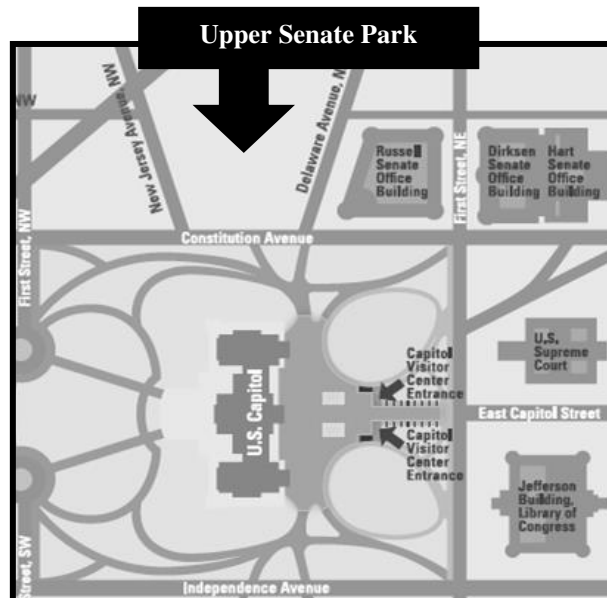 Upper Senate Park
NW
New Jersey Avenue, NW
Delaware Avenue, N
First Street, NE
Russell
Senate
Office
Building
Dirksen
Senate
Office
Building
Hart
Senate
Office
Building
First Street, NW
Constitution Avenue
U.S.
Supreme
Court
U.S. Capitol
Capitol
Visitor
Center
Entrance
East Capitol Street
Capitol
Visitor
Center
Entrance
Jefferson
Building,
Library of
Congress
Street, SW
Independence Avenue